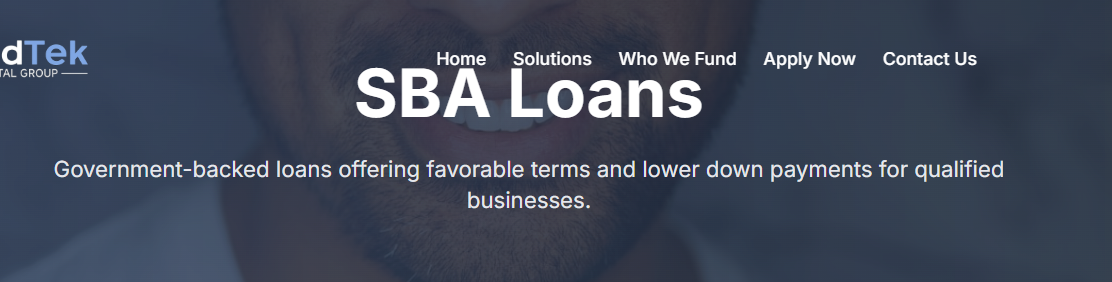 dTek
TAL GROUP
Home Solutions Who We Fund Apply Now Contact Us
SBA Loans
Government-backed loans offering favorable terms and lower down payments for qualified
businesses.